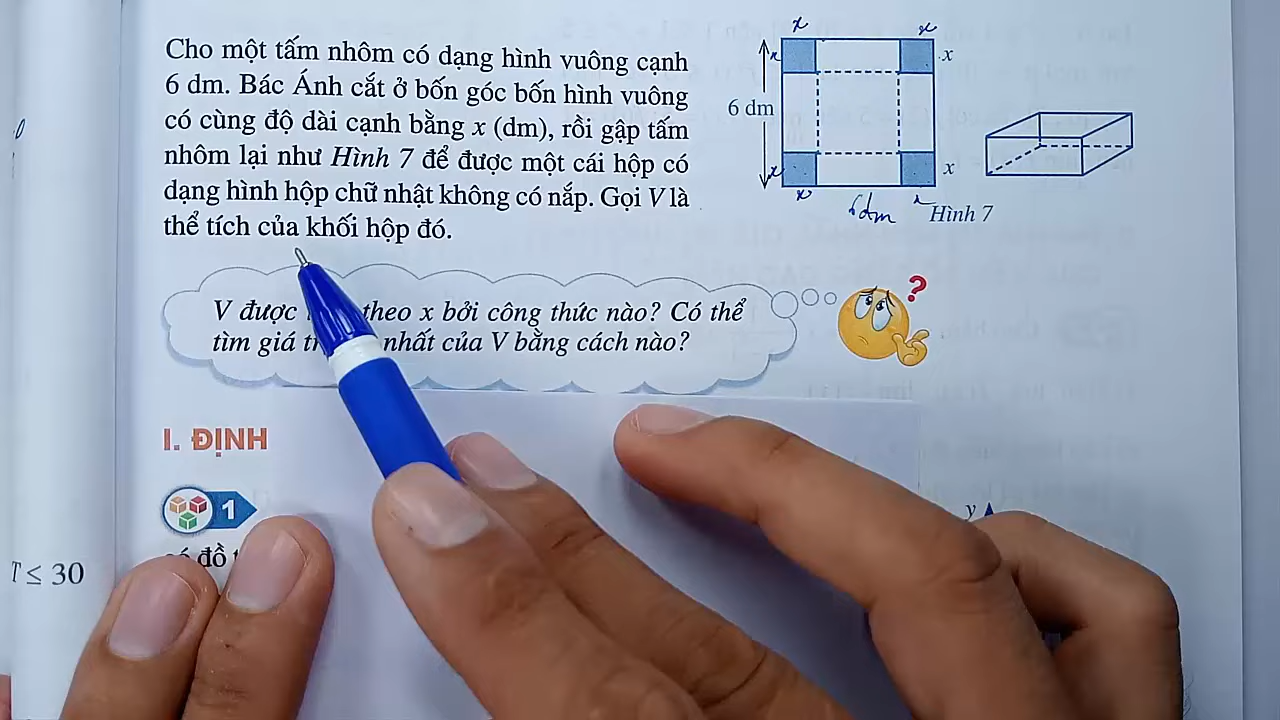 Cho một tấm nhôm có dạng hình vuông cạnh
6 dm. Bác Ánh cắt ở bốn góc bốn hình vuông
có cùng độ dài cạnh bằng x (dm), rồi gập tấm
nhôm lại như Hình 7 để được một cái hộp có
dạng hình hộp chữ nhật không có nắp. Gọi V là
thể tích của khối hộp đó.
x x
x x
6 dm
x x
x
6dm
Hình 7
V được theo x bởi công thức nào? Có thể
tìm giá nhất của V bằng cách nào?
?
I. ĐỊNH
1
đồ
y
T ≤ 30